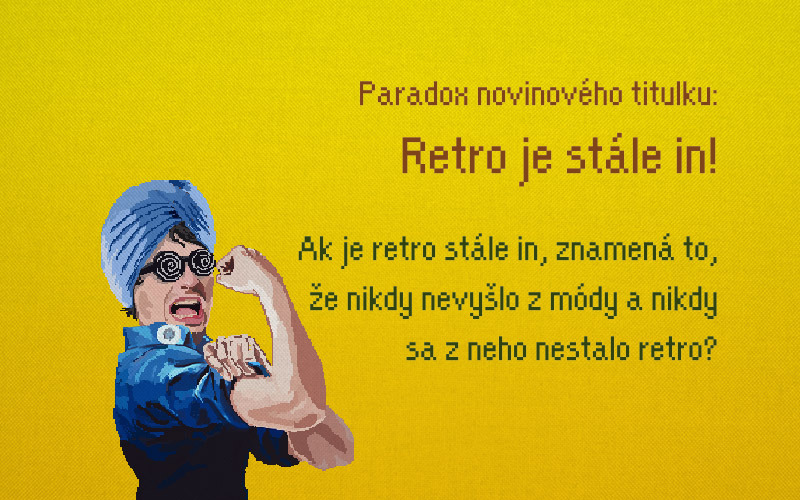 Paradox novinového titulku:
Retro je stále in!
Ak je retro stále in, znamená to,
že nikdy nevyšlo z módy a nikdy
sa z neho nestalo retro?